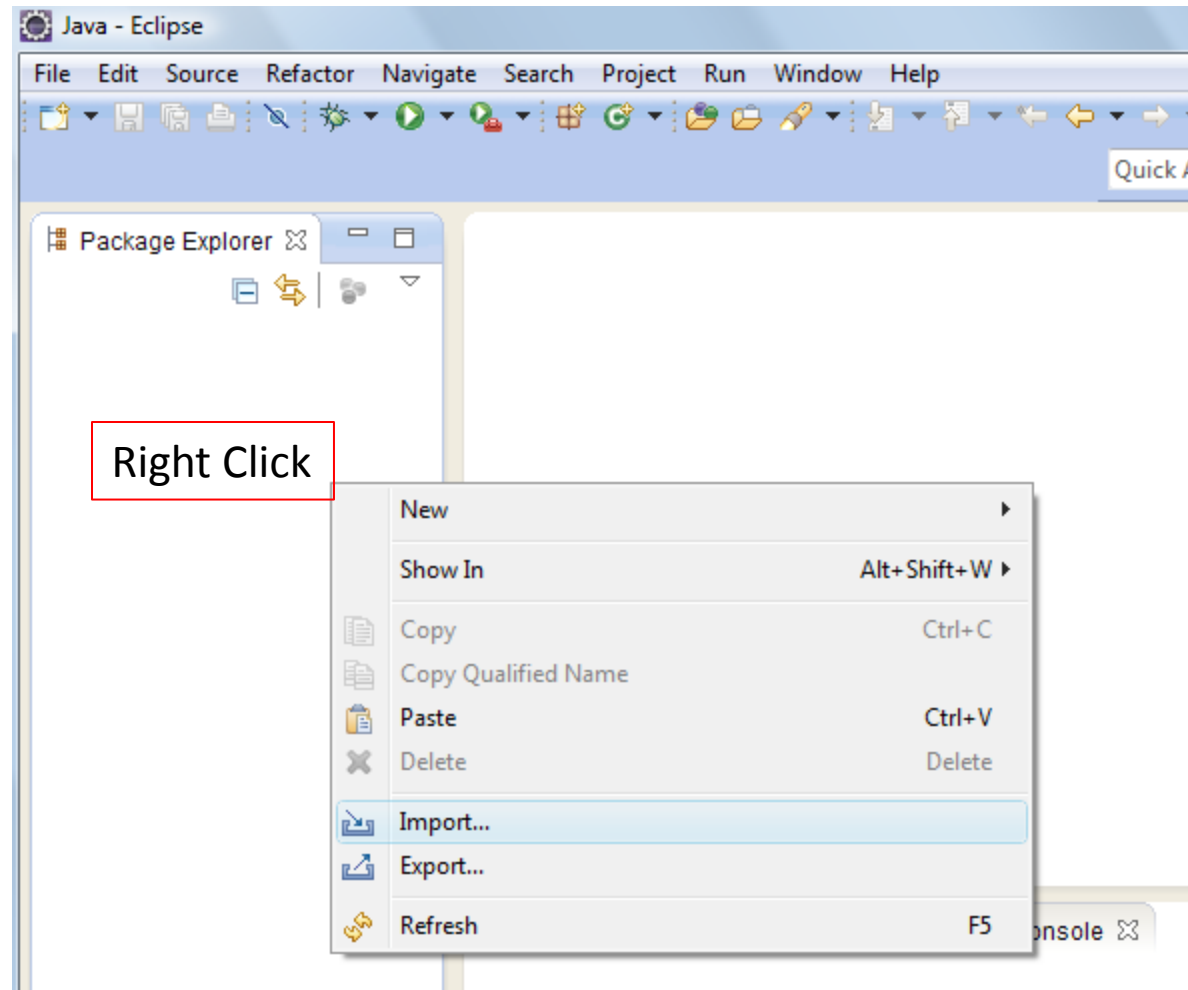 Java - Eclipse
File Edit Source Refactor Navigate Search Project Run Window Help
Quick A
Package Explorer
Right Click
New
Show In Alt+Shift+W
Copy Ctrl+C
Copy Qualified Name
Paste Ctrl+V
Delete Delete
Import...
Export...
Refresh F5
onsole